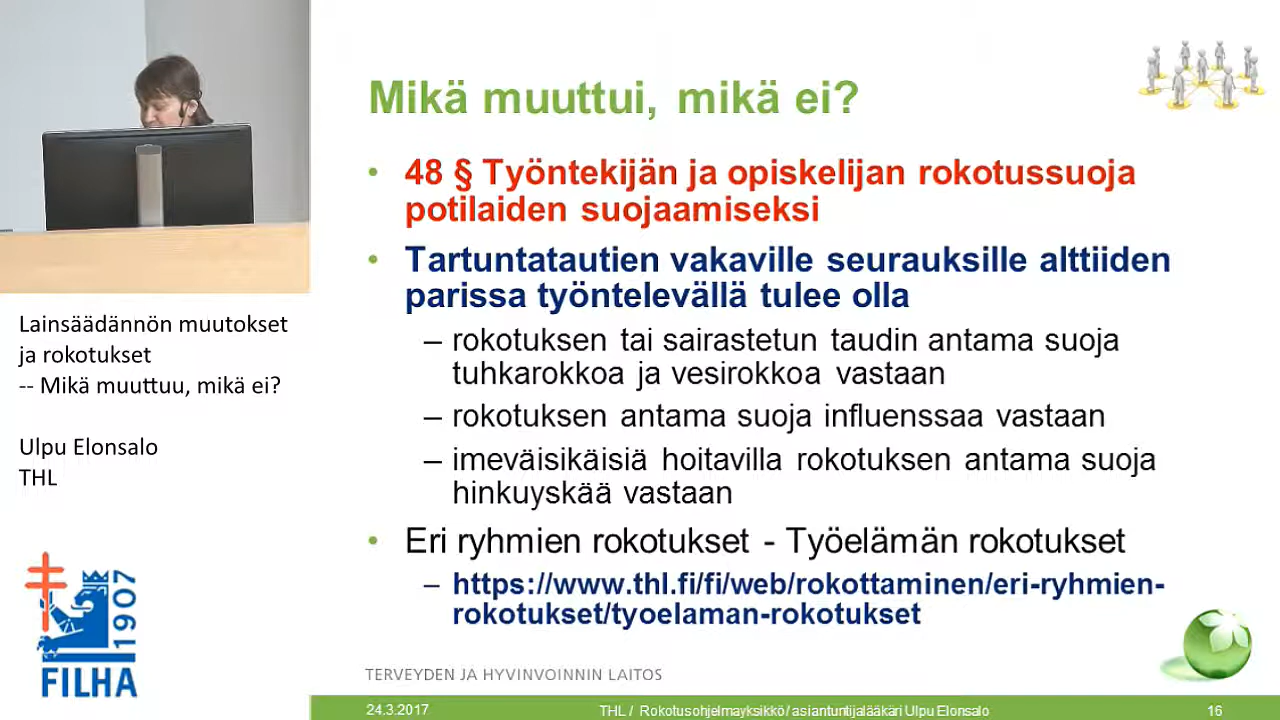 Mikä muuttui, mikä ei?
• 48 § Työntekijän ja opiskelijan rokotussuoja
potilaiden suojaamiseksi
• Tartuntatautien vakaville seurauksille alttiiden
parissa työntelevällä tulee olla
– rokotuksen tai sairastetun taudin antama suoja
tuhkarokkoa ja vesirokkoa vastaan
– rokotuksen antama suoja influenssaa vastaan
– imeväisikäisiä hoitavilla rokotuksen antama suoja
hinkuyskää vastaan
• Eri ryhmien rokotukset - Työelämän rokotukset
– https://www.thl.fi/fi/web/rokottaminen/eri-ryhmien-
rokotukset/tyoelaman-rokotukset
TERVEYDEN JA HYVINVOINNIN LAITOS
24.3.2017 THL / Rokotusohjelmayksikkö/ asiantuntijalääkäri Ulpu Elonsalo 16
Lainsäädännön muutokset
ja rokotukset
-- Mikä muuttuu, mikä ei?
Ulpu Elonsalo
THL
1907
FILHA